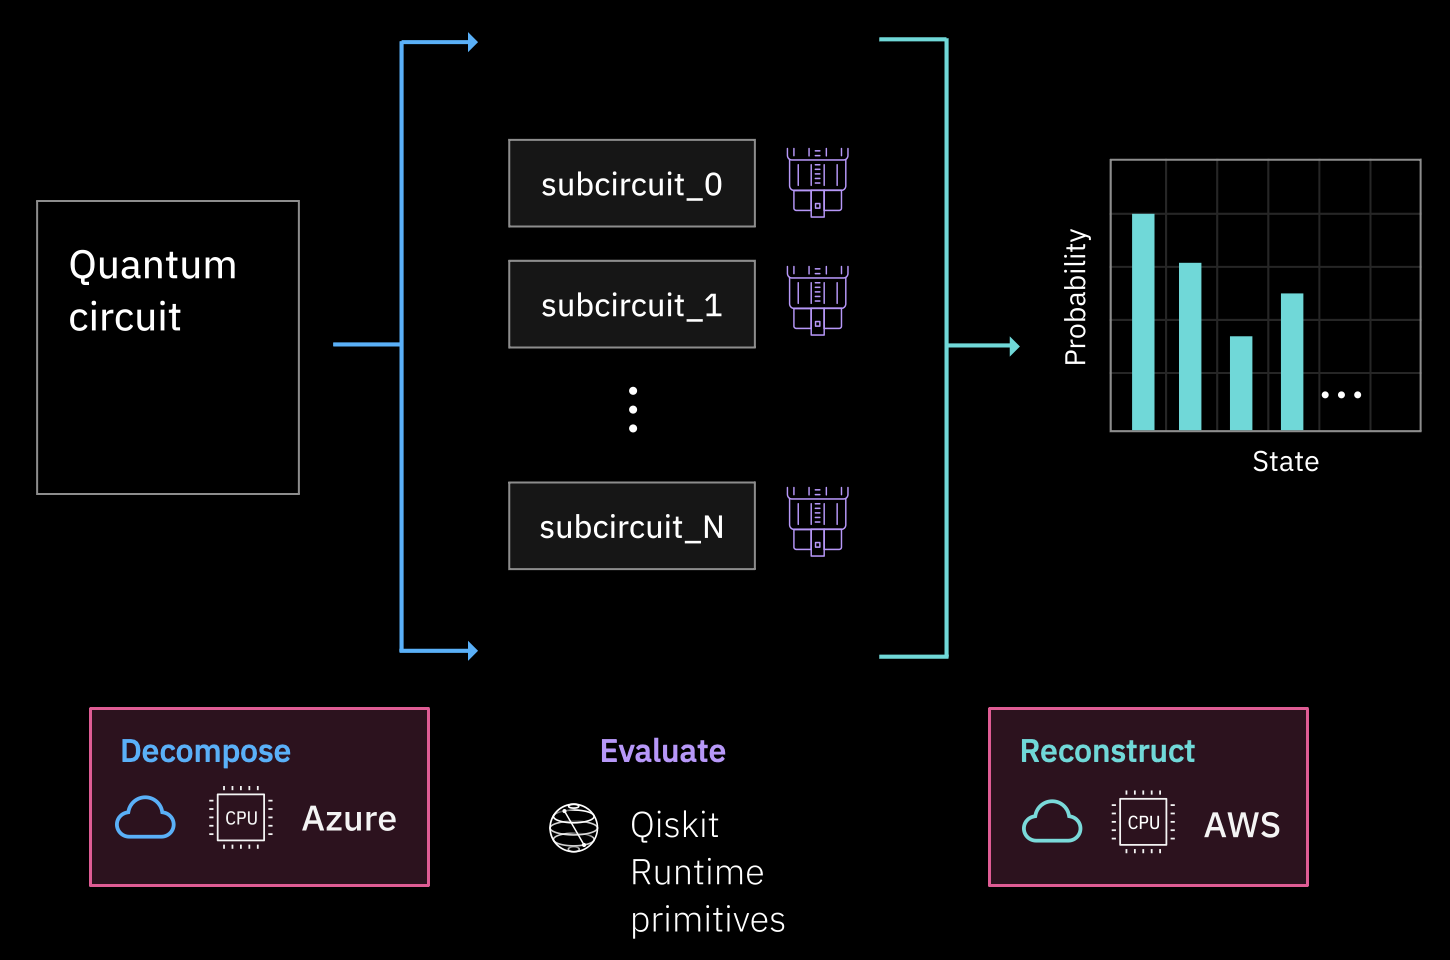 Quantum
circuit
subcircuit_0
subcircuit_1
subcircuit_N
Probability
State
Decompose
CPU
Azure
Evaluate
Qiskit
Runtime
primitives
Reconstruct
CPU
AWS